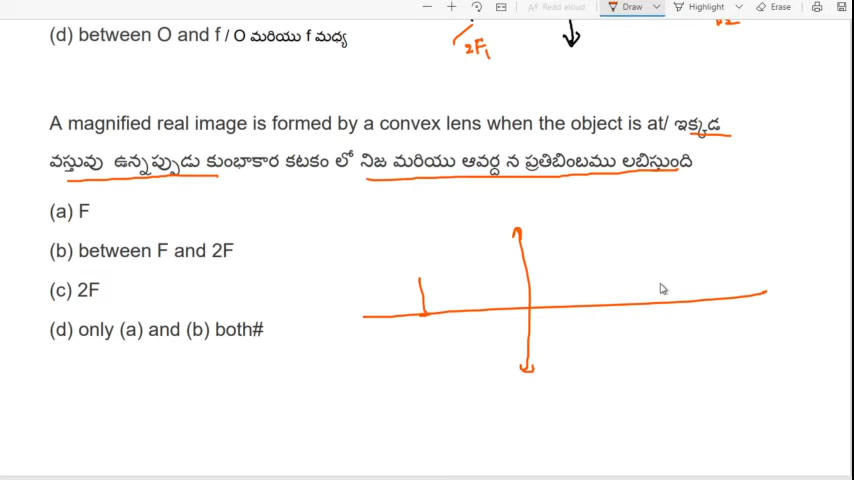 Read aloud Draw Highlight Erase
(d) between O and f / O మరియు f మధ్య
2F₁
A magnified real image is formed by a convex lens when the object is at/ ఇక్కడ
వస్తువు ఉన్నప్పుడు కుంభాకార కటకం లో నిజ మరియు ఆవర్ధ న ప్రతిబింబము లబిస్తుంది
(a) F
(b) between F and 2F
(c) 2F
(d) only (a) and (b) both#